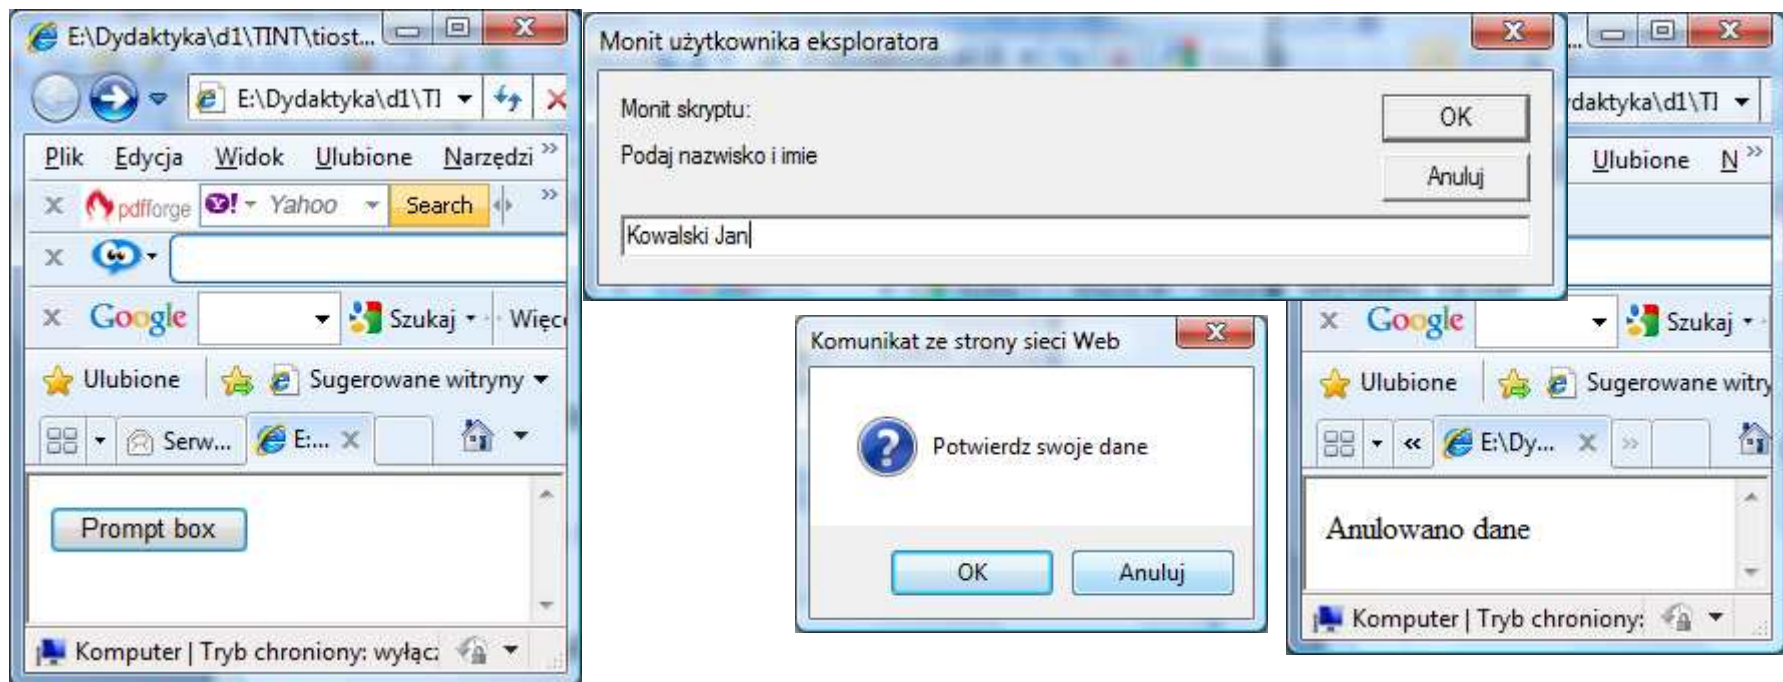 E:\Dydaktyka\d1\TINT\tiost...
E:\Dydaktyka\d1\TI
Plik Edycja Widok Ulubione Narzędzi »
x pdfforge Y! Yahoo Search »
x
x Google Szukaj Więc
Ulubione Sugerowane witryny
Serw... E:... x
Prompt box
Komputer | Tryb chroniony: wyłącz
Monit użytkownika eksploratora
Monit skryptu:
Podaj nazwisko i imie
OK
Anuluj
Kowalski Jan
Komunikat ze strony sieci Web
Potwierdz swoje dane
OK Anuluj
...
daktyka\d1\TI
Ulubione N »
x Google Szukaj
Ulubione Sugerowane witry
« E:\Dy... x »
Anulowano dane
Komputer | Tryb chroniony: